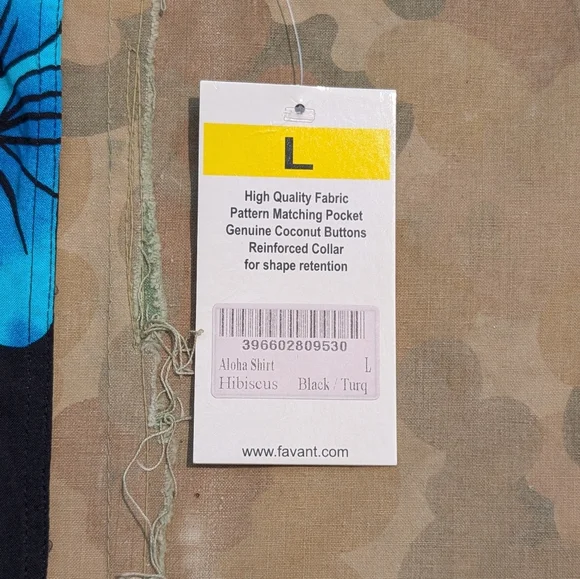 L
High Quality Fabric
Pattern Matching Pocket
Genuine Coconut Buttons
Reinforced Collar
for shape retention
396602809530
Aloha Shirt L
Hibiscus Black / Turq
www.favant.com